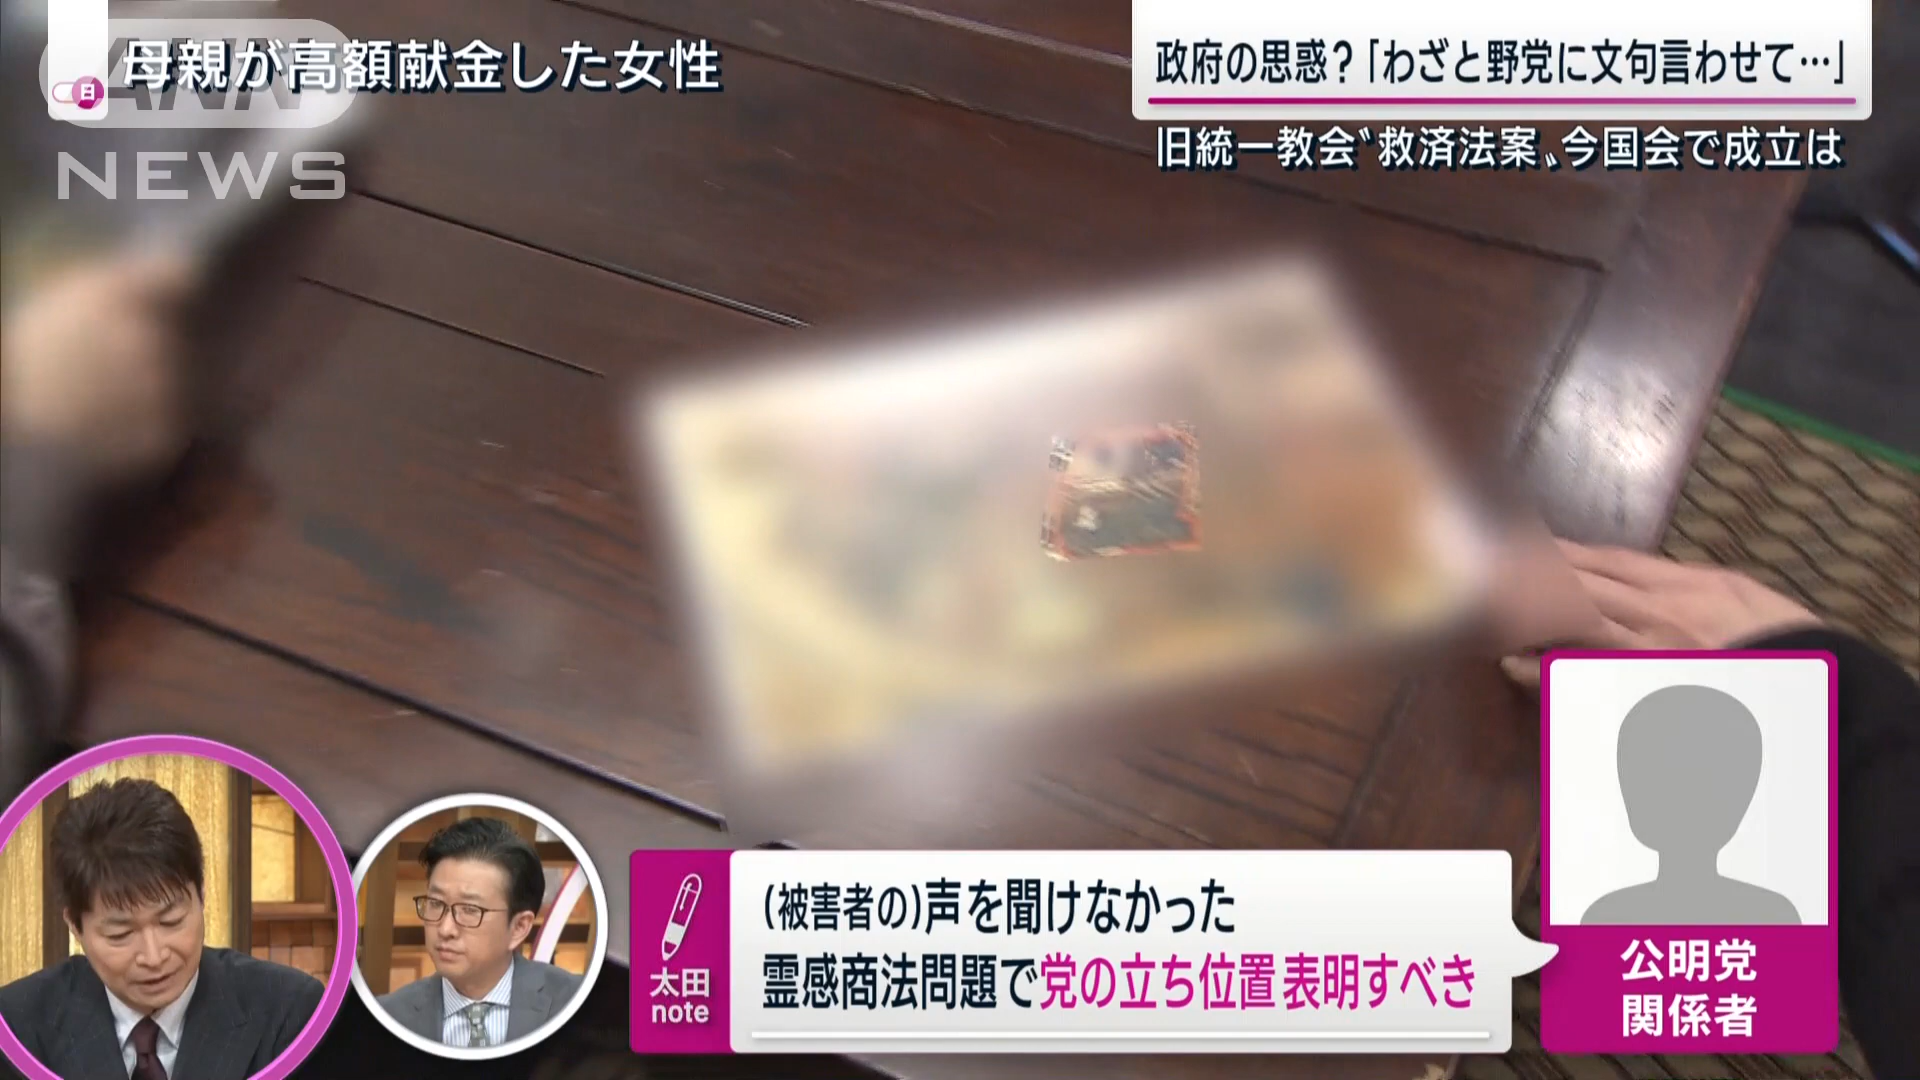 ANN
NEWS
日
母親が高額献金した女性
政府の思惑？「わざと野党に文句言わせて…」
旧統一教会〝救済法案〟今国会で成立は
太田
note
(被害者の)声を聞けなかった
霊感商法問題で党の立ち位置表明すべき
公明党
関係者